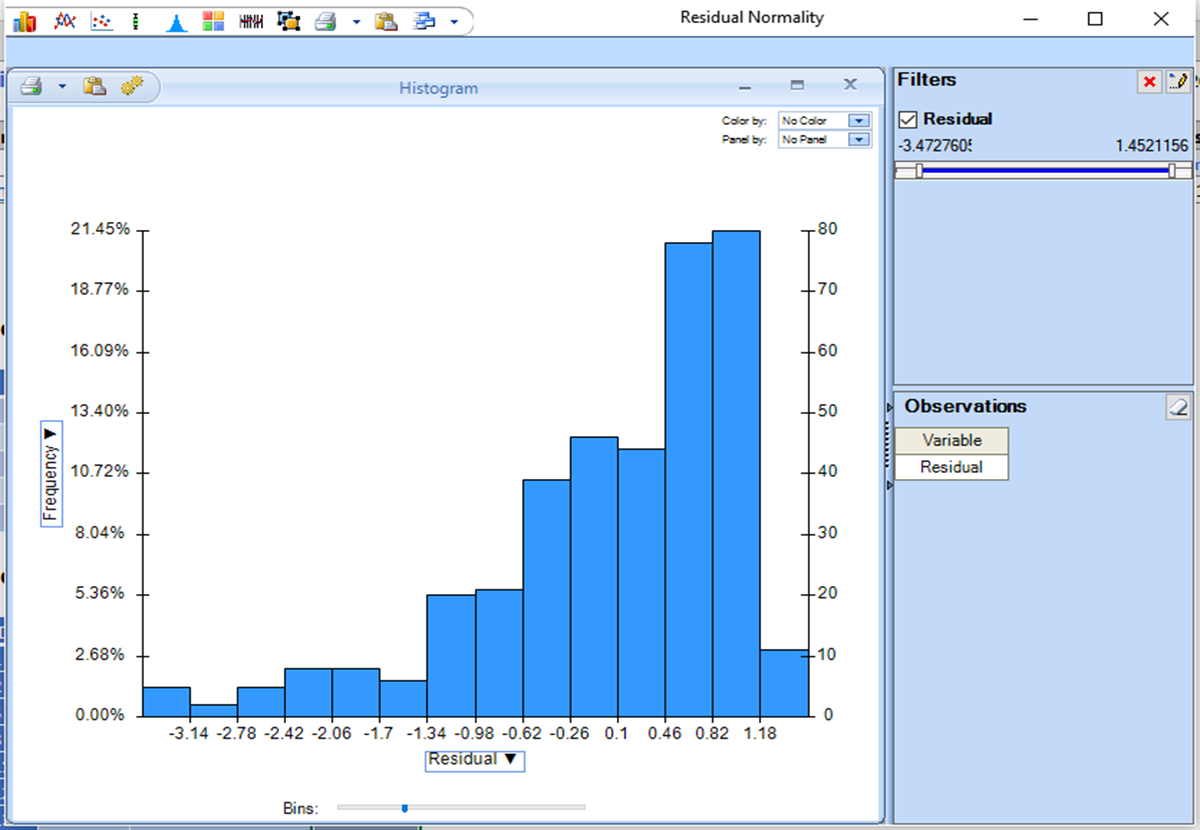 Residual Normality
Histogram
Color by: No Color
Panel by: No Panel
21.45%
18.77%
16.09%
13.40%
10.72%
8.04%
5.36%
2.68%
0.00%
Frequency ▼
80
70
60
50
40
30
20
10
0
-3.14 -2.78 -2.42 -2.06 -1.7 -1.34 -0.98 -0.62 -0.26 0.1 0.46 0.82 1.18
Residual ▼
Bins:
Filters
Residual
-3.4727605 1.4521156
Observations
Variable
Residual